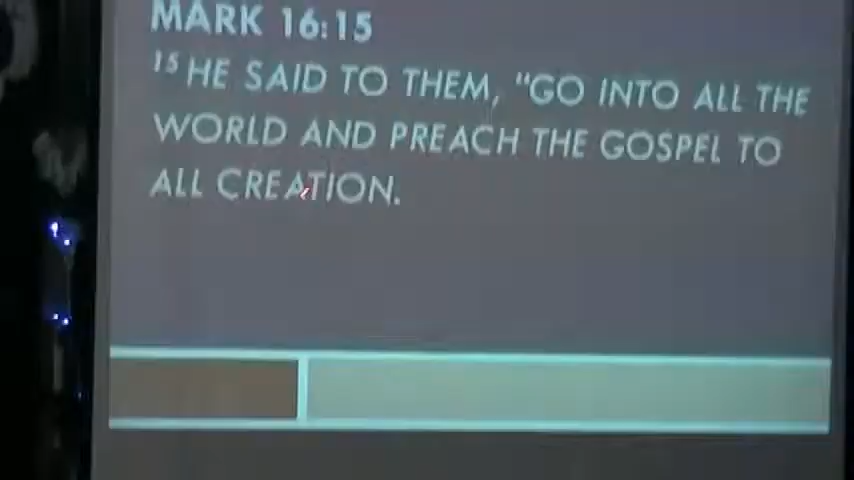 MARK 16:15
15 HE SAID TO THEM, "GO INTO ALL THE
WORLD AND PREACH THE GOSPEL TO
ALL CREATION.